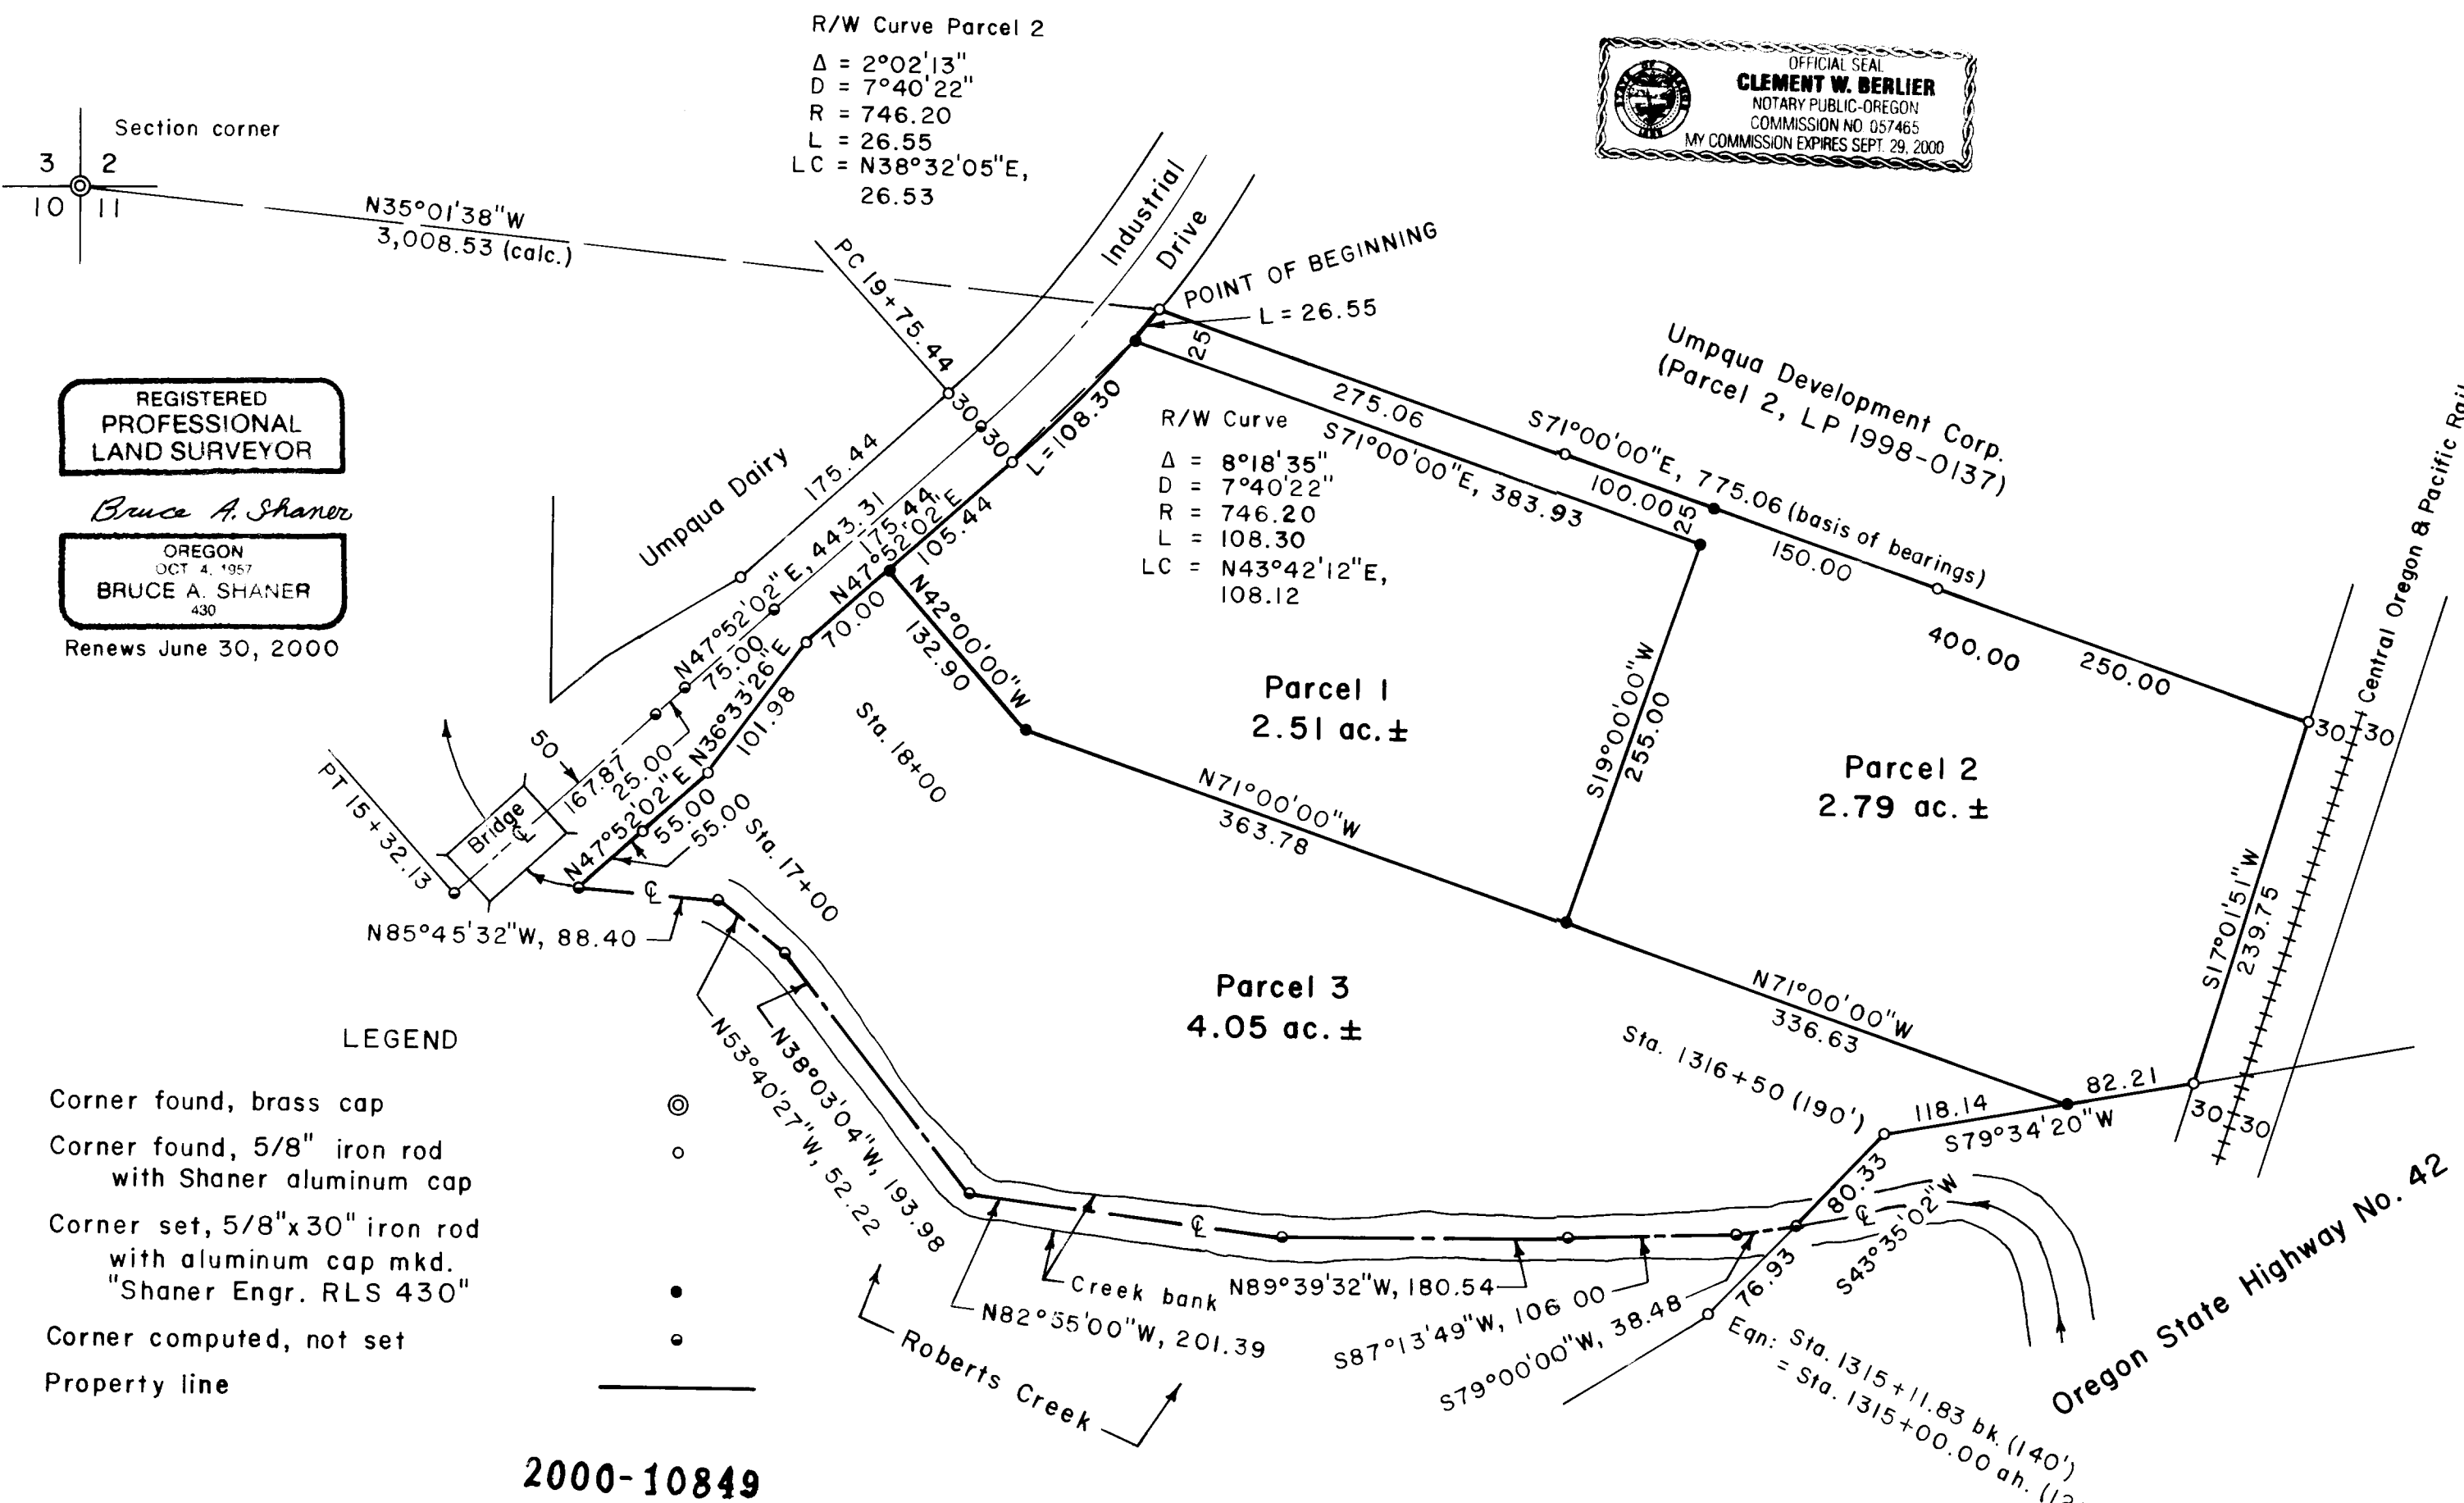 R/W Curve Parcel 2
Δ = 2°02'13"
D = 7°40'22"
R = 746.20
L = 26.55
LC = N38°32'05"E,
26.53
OFFICIAL SEAL
CLEMENT W. BERLIER
NOTARY PUBLIC-OREGON
COMMISSION NO. 057465
MY COMMISSION EXPIRES SEPT. 29, 2000
STATE OF OREGON
Section corner
3 2
10 11
N35°01'38"W
3,008.53 (calc.)
Industrial
Drive
PC 19+75.44
POINT OF BEGINNING
L = 26.55
25
Umpqua Development Corp.
(Parcel 2, LP 1998-0137)
275.06
S71°00'00"E, 775.06 (basis of bearings)
S71°00'00"E, 383.93
100.00
25
150.00
400.00
250.00
Central Oregon & Pacific Rail
30 30
REGISTERED
PROFESSIONAL
LAND SURVEYOR
Bruce A. Shaner
OREGON
OCT. 4, 1957
BRUCE A. SHANER
430
Renews June 30, 2000
30 30
L=108.30
175.44
Umpqua Dairy
R/W Curve
Δ = 8°18'35"
D = 7°40'22"
R = 746.20
L = 108.30
LC = N43°42'12"E,
108.12
N47°52'02"E, 443.31
175.44
N47°52'02"E
105.44
70.00
75.00
N42°00'00"W
132.90
N36°33'26"E
101.98
25.00
Sta. 18+00
Parcel 1
2.51 ac.±
S19°00'00"W
255.00
Parcel 2
2.79 ac.±
50
167.87
PT 15+32.13
Bridge
℄
N47°52'02"E
55.00
55.00
Sta. 17+00
N71°00'00"W
363.78
S17°01'51"W
239.75
℄
N85°45'32"W, 88.40
Parcel 3
4.05 ac.±
N71°00'00"W
336.63
N53°40'27"W, 52.22
N38°03'04"W, 193.98
Sta. 1316+50 (190')
118.14
82.21
S79°34'20"W
30 30
80.33
S43°35'02"W
℄
Oregon State Highway No. 42
℄
76.93
Creek bank
N89°39'32"W, 180.54
N82°55'00"W, 201.39
S87°13'49"W, 106 00
S79°00'00"W, 38.48
Roberts Creek
Eqn: Sta. 1315+11.83 bk. (140')
= Sta. 1315+00.00 ah.
LEGEND
Corner found, brass cap
Corner found, 5/8" iron rod
with Shaner aluminum cap
Corner set, 5/8"x30" iron rod
with aluminum cap mkd.
"Shaner Engr. RLS 430"
Corner computed, not set
Property line
2000-10849